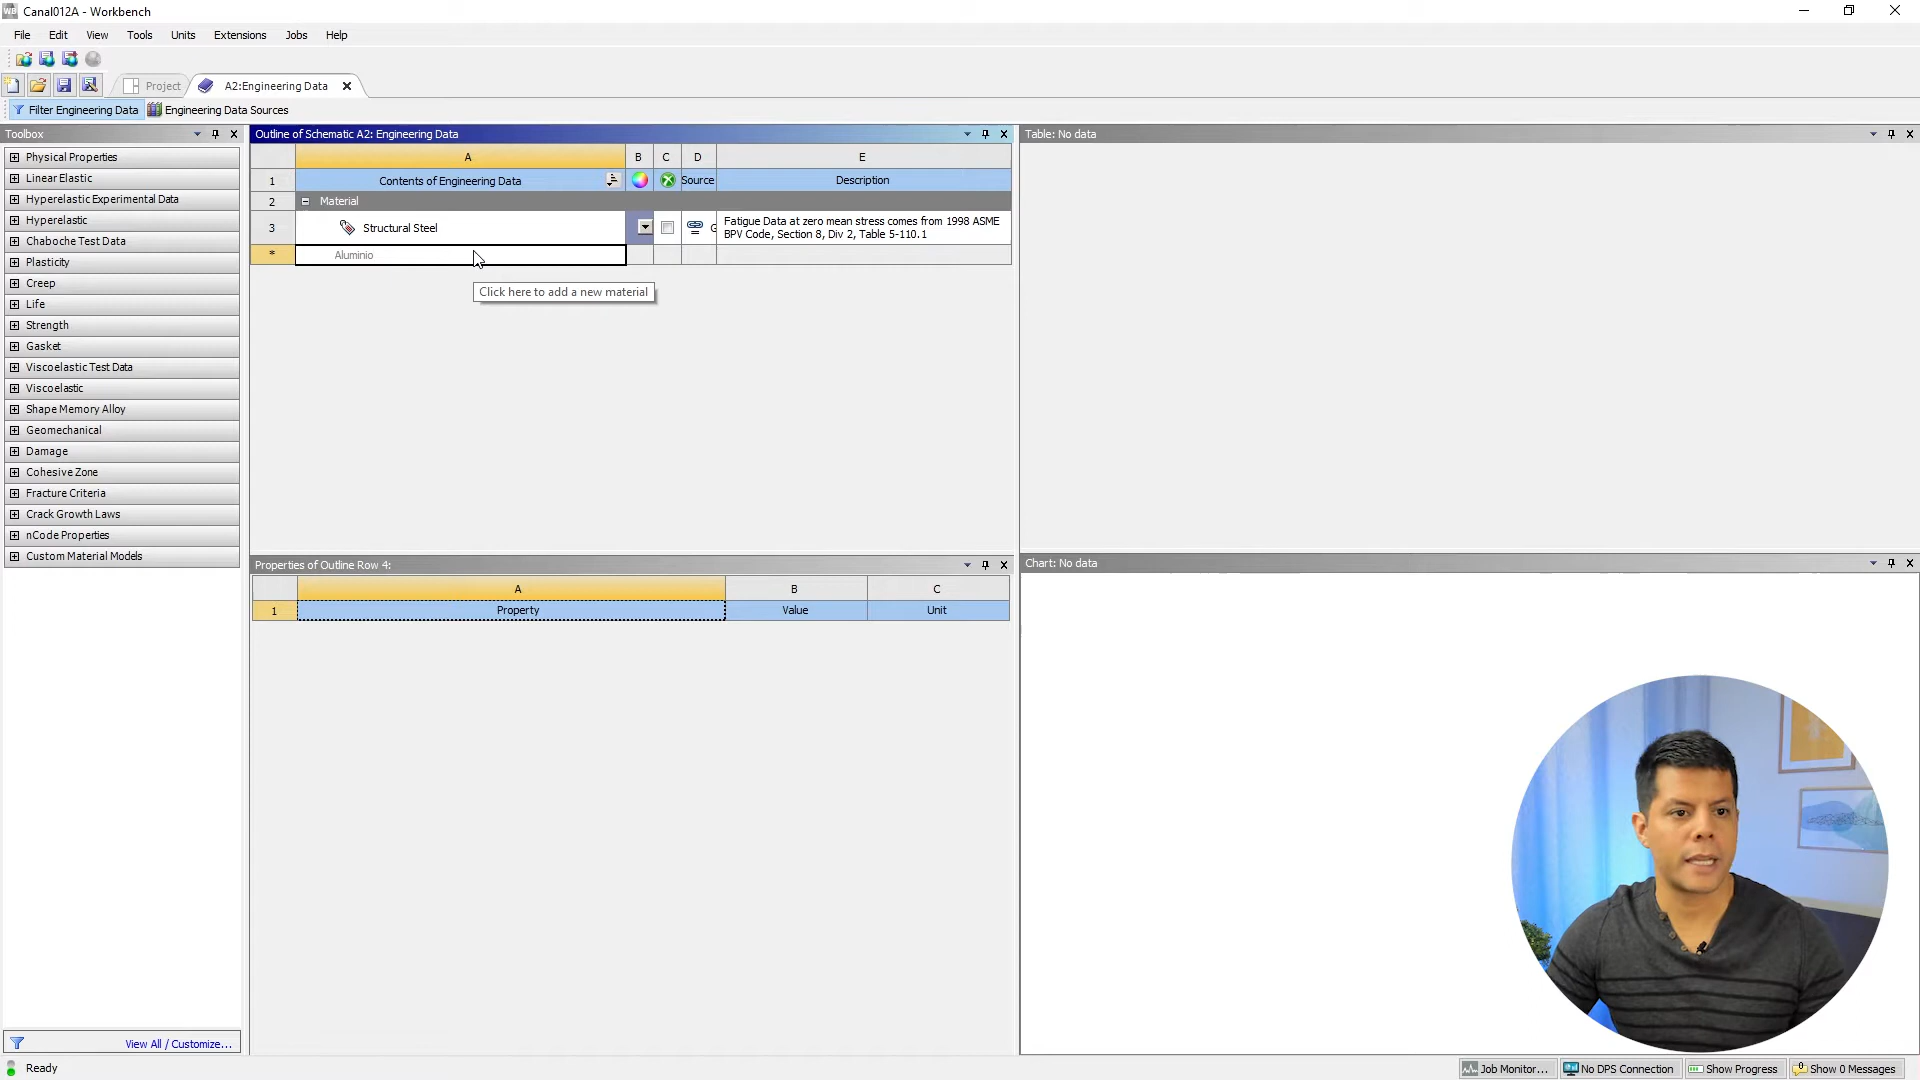 Canal012A - Workbench
File Edit View Tools Units Extensions Jobs Help
Project A2:Engineering Data
Filter Engineering Data Engineering Data Sources
Toolbox
Physical Properties
Linear Elastic
Hyperelastic Experimental Data
Hyperelastic
Chaboche Test Data
Plasticity
Creep
Life
Strength
Gasket
Viscoelastic Test Data
Viscoelastic
Shape Memory Alloy
Geomechanical
Damage
Cohesive Zone
Fracture Criteria
Crack Growth Laws
nCode Properties
Custom Material Models
View All / Customize...
Outline of Schematic A2: Engineering Data
A B C D E
1 Contents of Engineering Data Source Description
2 Material
3 Structural Steel G Fatigue Data at zero mean stress comes from 1998 ASME
BPV Code, Section 8, Div 2, Table 5-110.1
* Aluminio
Click here to add a new material
Properties of Outline Row 4:
A B C
1 Property Value Unit
Table: No data
Chart: No data
Ready
Job Monitor... No DPS Connection Show Progress Show 0 Messages